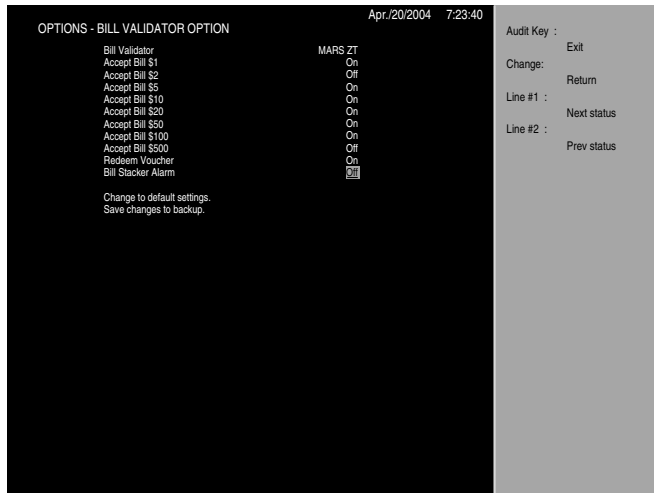 Apr./20/2004 7:23:40
OPTIONS - BILL VALIDATOR OPTION
Bill Validator MARS ZT
Accept Bill $1 On
Accept Bill $2 Off
Accept Bill $5 On
Accept Bill $10 On
Accept Bill $20 On
Accept Bill $50 On
Accept Bill $100 On
Accept Bill $500 Off
Redeem Voucher On
Bill Stacker Alarm Off
Change to default settings.
Save changes to backup.
Audit Key :
Exit
Change:
Return
Line #1 :
Next status
Line #2 :
Prev status